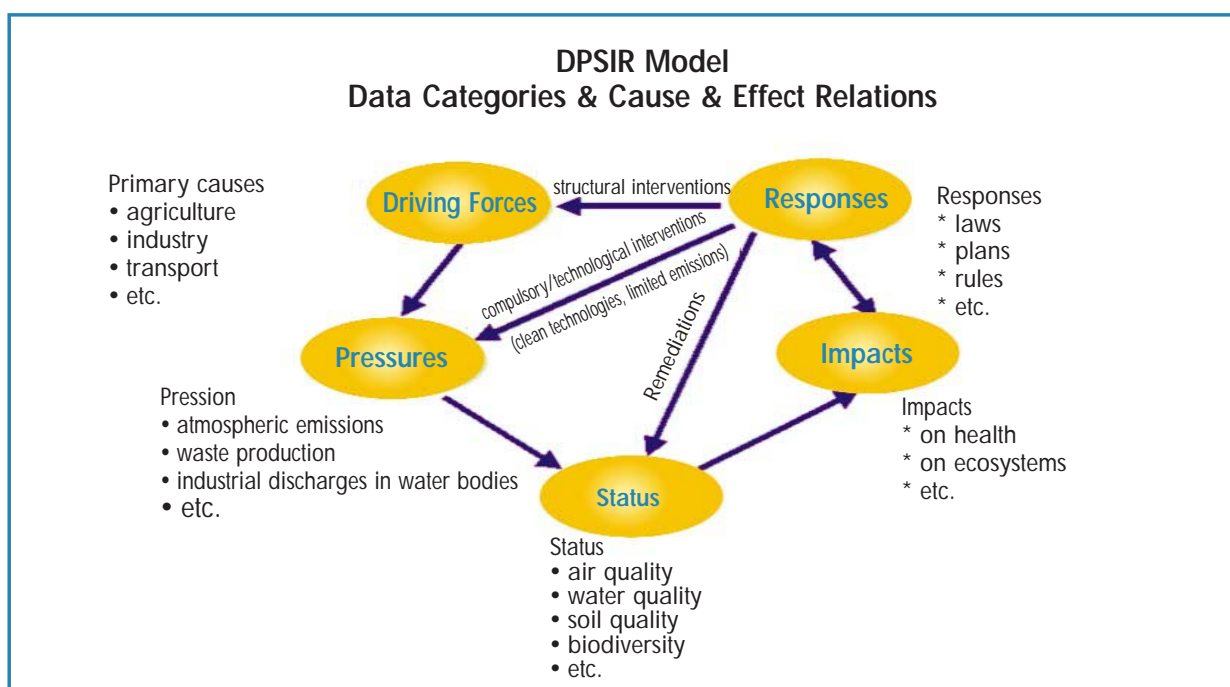 DPSIR Model
Data Categories & Cause & Effect Relations
Primary causes
• agriculture
• industry
• transport
• etc.
Driving Forces
structural interventions
Responses
Responses
* laws
* plans
* rules
* etc.
compulsory/technological interventions
(clean technologies, limited emissions)
Remediations
Pressures
Pression
• atmospheric emissions
• waste production
• industrial discharges in water bodies
• etc.
Impacts
Impacts
* on health
* on ecosystems
* etc.
Status
Status
• air quality
• water quality
• soil quality
• biodiversity
• etc.